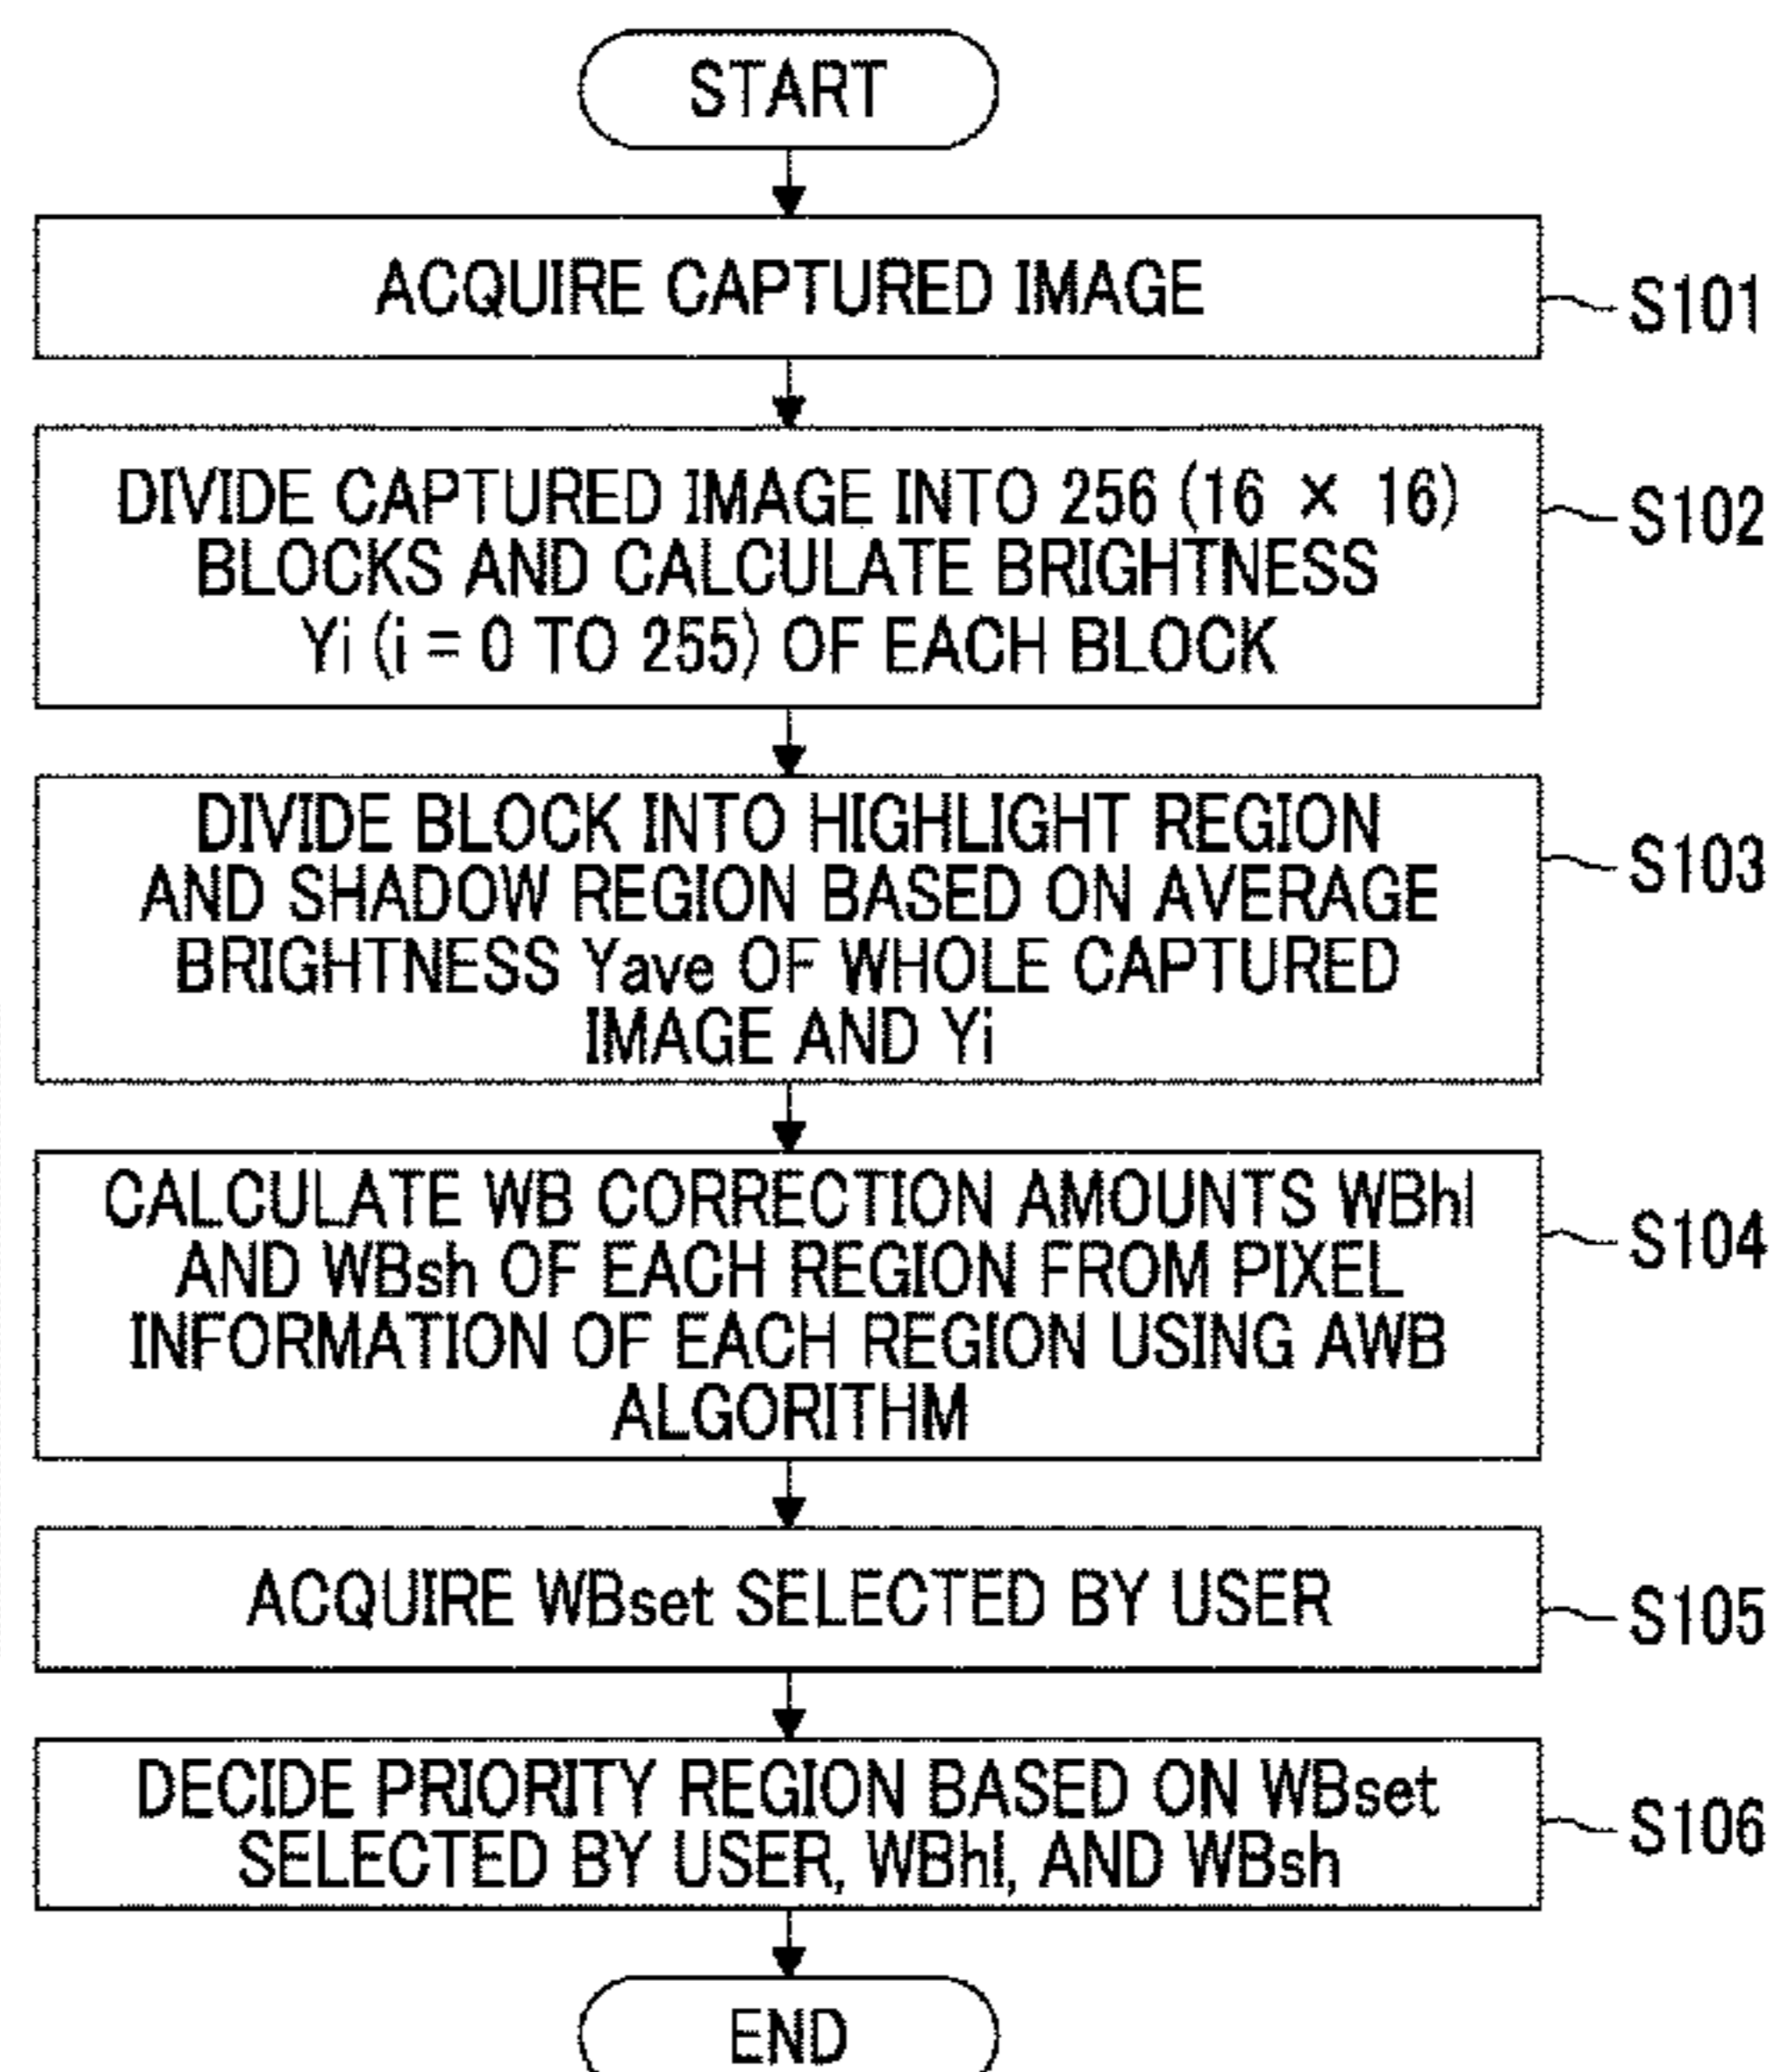 START
ACQUIRE CAPTURED IMAGE
S101
DIVIDE CAPTURED IMAGE INTO 256 (16 × 16)
BLOCKS AND CALCULATE BRIGHTNESS
Yi (i = 0 TO 255) OF EACH BLOCK
S102
DIVIDE BLOCK INTO HIGHLIGHT REGION
AND SHADOW REGION BASED ON AVERAGE
BRIGHTNESS Yave OF WHOLE CAPTURED
IMAGE AND Yi
S103
CALCULATE WB CORRECTION AMOUNTS WBhl
AND WBsh OF EACH REGION FROM PIXEL
INFORMATION OF EACH REGION USING AWB
ALGORITHM
S104
ACQUIRE WBset SELECTED BY USER
S105
DECIDE PRIORITY REGION BASED ON WBset
SELECTED BY USER, WBhl, AND WBsh
S106
END